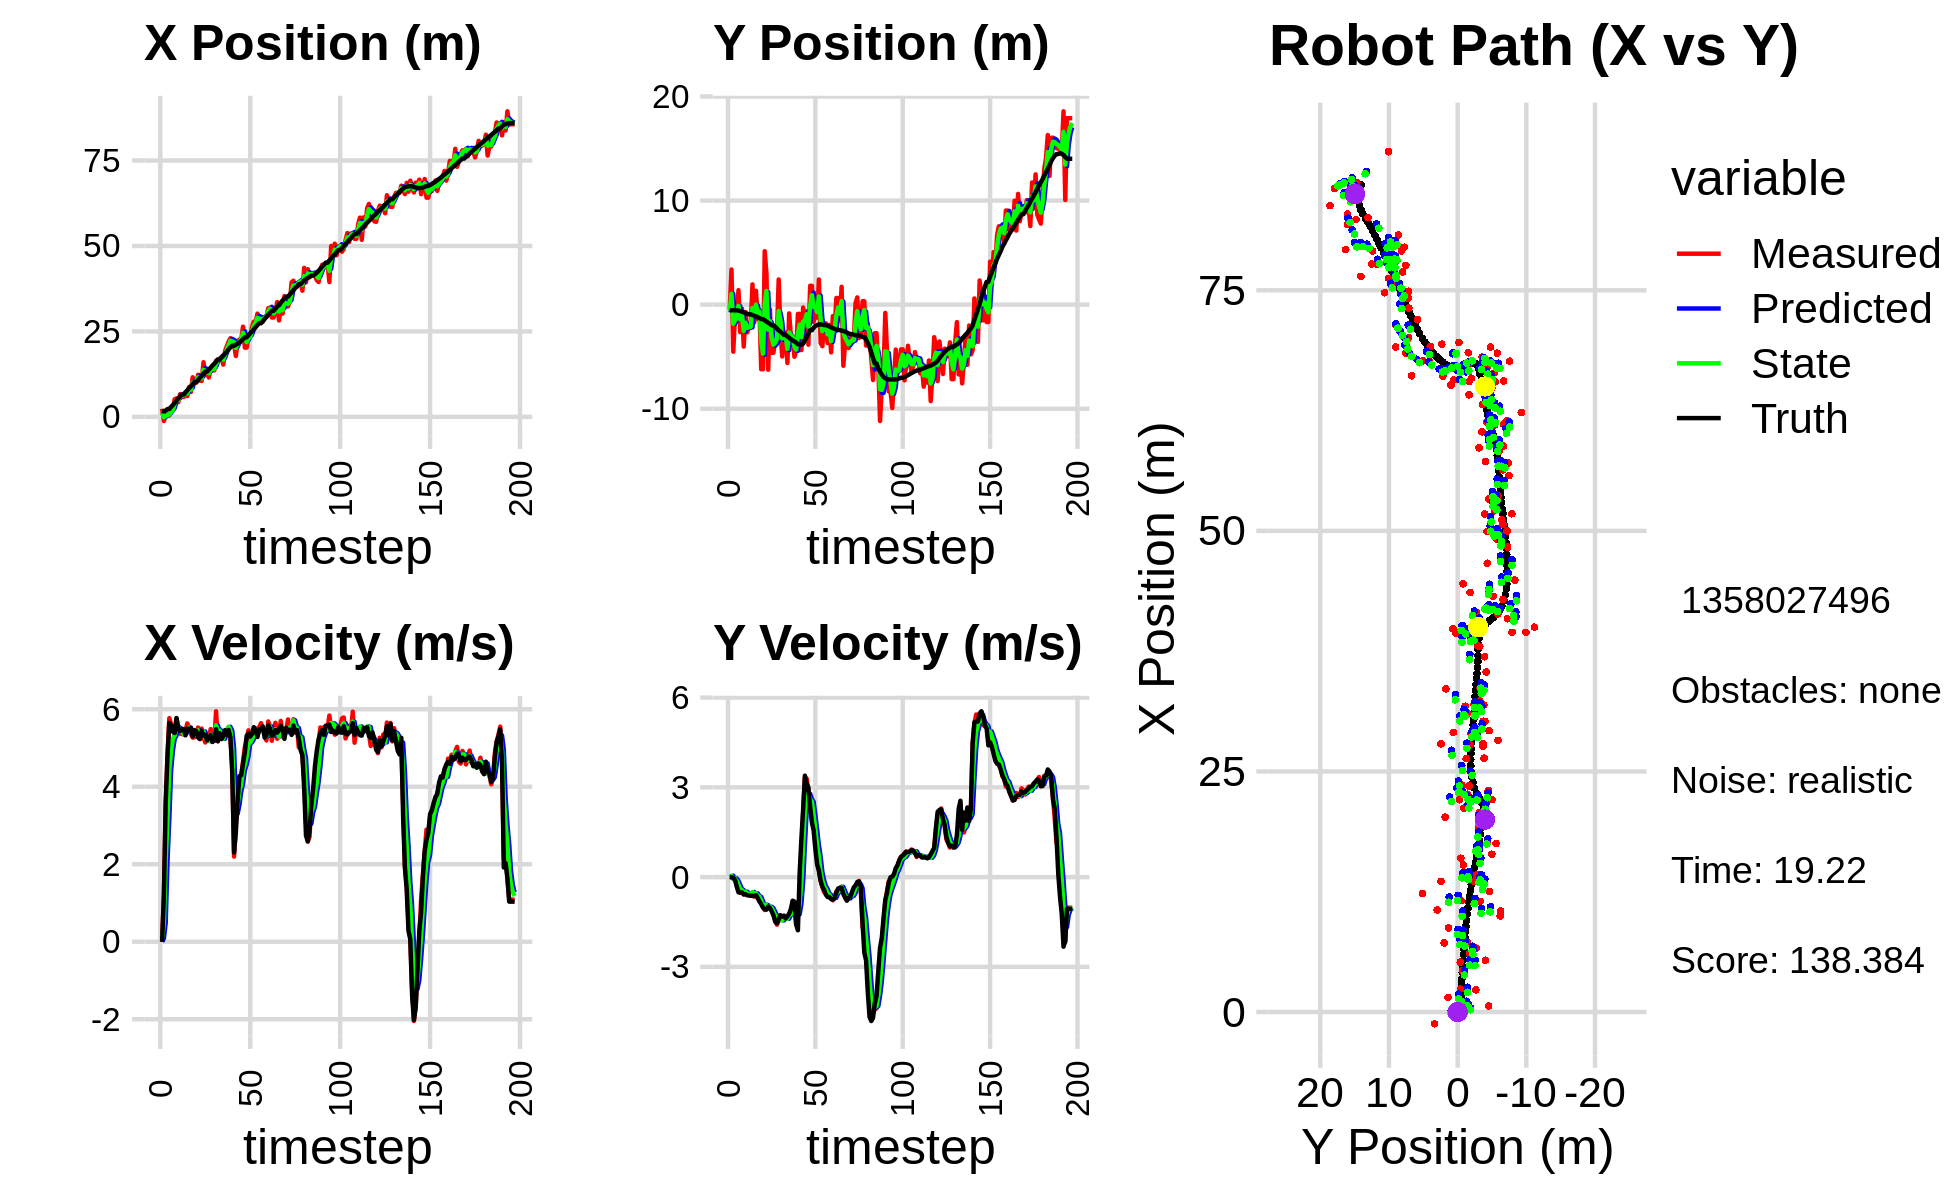 X Position (m)
75
50
25
0
0
50
100
150
200
timestep
Y Position (m)
20
10
0
-10
0
50
100
150
200
timestep
X Velocity (m/s)
6
4
2
0
-2
0
50
100
150
200
timestep
Y Velocity (m/s)
6
3
0
-3
0
50
100
150
200
timestep
Robot Path (X vs Y)
X Position (m)
75
50
25
0
20 10 0 -10 -20
Y Position (m)
variable
Measured
Predicted
State
Truth
1358027496
Obstacles: none
Noise: realistic
Time: 19.22
Score: 138.384